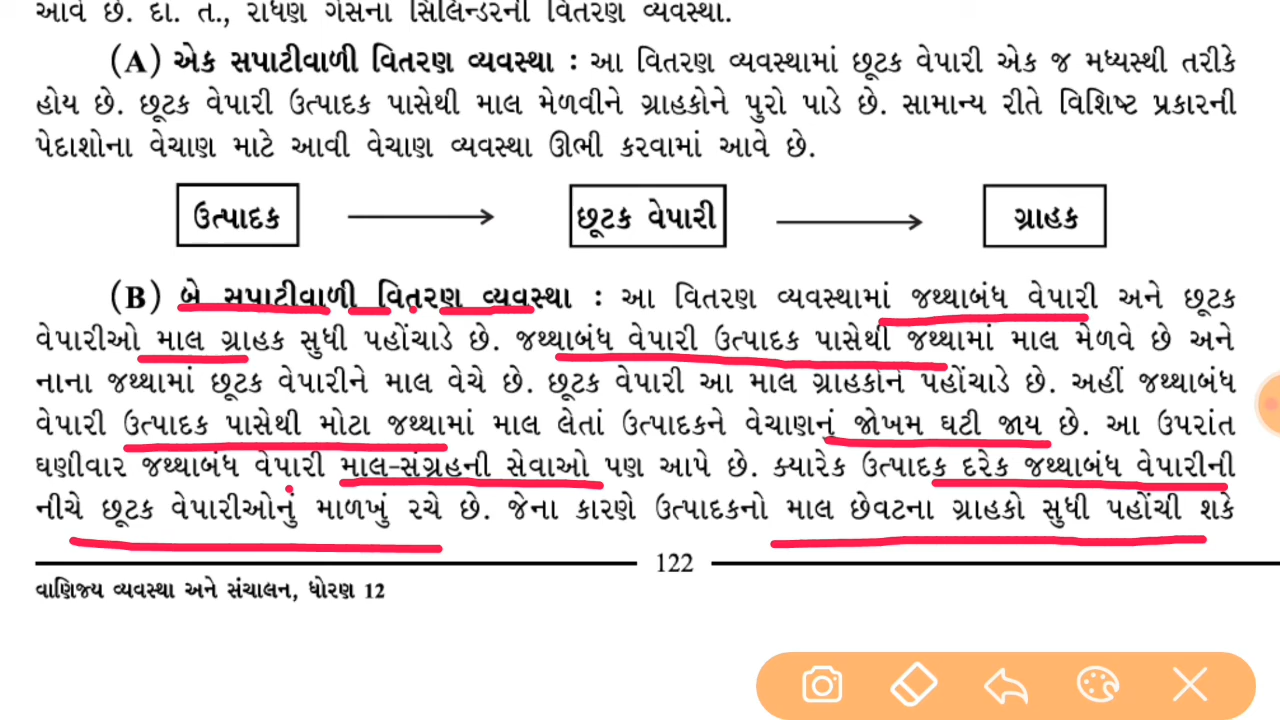 આવે છે. દા. ત., રાંધણ ગેસના સિલિન્ડરની વિતરણ વ્યવસ્થા.
(A) એક સપાટીવાળી વિતરણ વ્યવસ્થા : આ વિતરણ વ્યવસ્થામાં છૂટક વેપારી એક જ મધ્યસ્થી તરીકે
હોય છે. છૂટક વેપારી ઉત્પાદક પાસેથી માલ મેળવીને ગ્રાહકોને પુરો પાડે છે. સામાન્ય રીતે વિશિષ્ટ પ્રકારની
પેદાશોના વેચાણ માટે આવી વેચાણ વ્યવસ્થા ઊભી કરવામાં આવે છે.
ઉત્પાદક છૂટક વેપારી ગ્રાહક
(B) બે સપાટીવાળી વિતરણ વ્યવસ્થા : આ વિતરણ વ્યવસ્થામાં જથ્થાબંધ વેપારી અને છૂટક
વેપારીઓ માલ ગ્રાહક સુધી પહોંચાડે છે. જથ્થાબંધ વેપારી ઉત્પાદક પાસેથી જથ્થામાં માલ મેળવે છે અને
નાના જથ્થામાં છૂટક વેપારીને માલ વેચે છે. છૂટક વેપારી આ માલ ગ્રાહકોને પહોંચાડે છે. અહીં જથ્થાબંધ
વેપારી ઉત્પાદક પાસેથી મોટા જથ્થામાં માલ લેતાં ઉત્પાદકને વેચાણનું જોખમ ઘટી જાય છે. આ ઉપરાંત
ઘણીવાર જથ્થાબંધ વેપારી માલ-સંગ્રહની સેવાઓ પણ આપે છે. ક્યારેક ઉત્પાદક દરેક જથ્થાબંધ વેપારીની
નીચે છૂટક વેપારીઓનું માળખું રચે છે. જેના કારણે ઉત્પાદકનો માલ છેવટના ગ્રાહકો સુધી પહોંચી શકે
122
વાણિજ્ય વ્યવસ્થા અને સંચાલન, ધોરણ 12